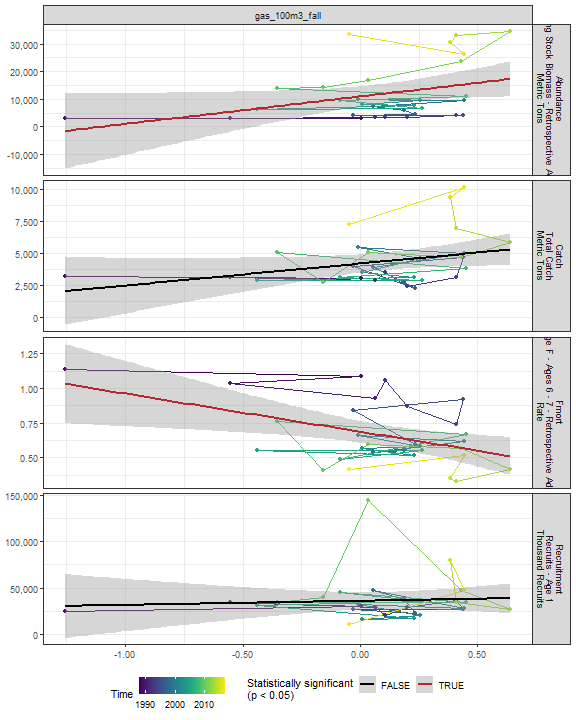 gas_100m3_fall
30,000
20,000
10,000
0
-10,000
Abundance
ng Stock Biomass - Retrospective A
Metric Tons
10,000
7,500
5,000
2,500
0
Catch
Total Catch
Metric Tons
1.25
1.00
0.75
0.50
Fmort
ge F - Ages 6 - 7 - Retrospective Ad
Rate
150,000
100,000
50,000
0
Recruitment
Recruits - Age 1
Thousand Recruits
-1.00 -0.50 0.00 0.50
Time
1990 2000 2010
Statistically significant
(p < 0.05)
FALSE TRUE